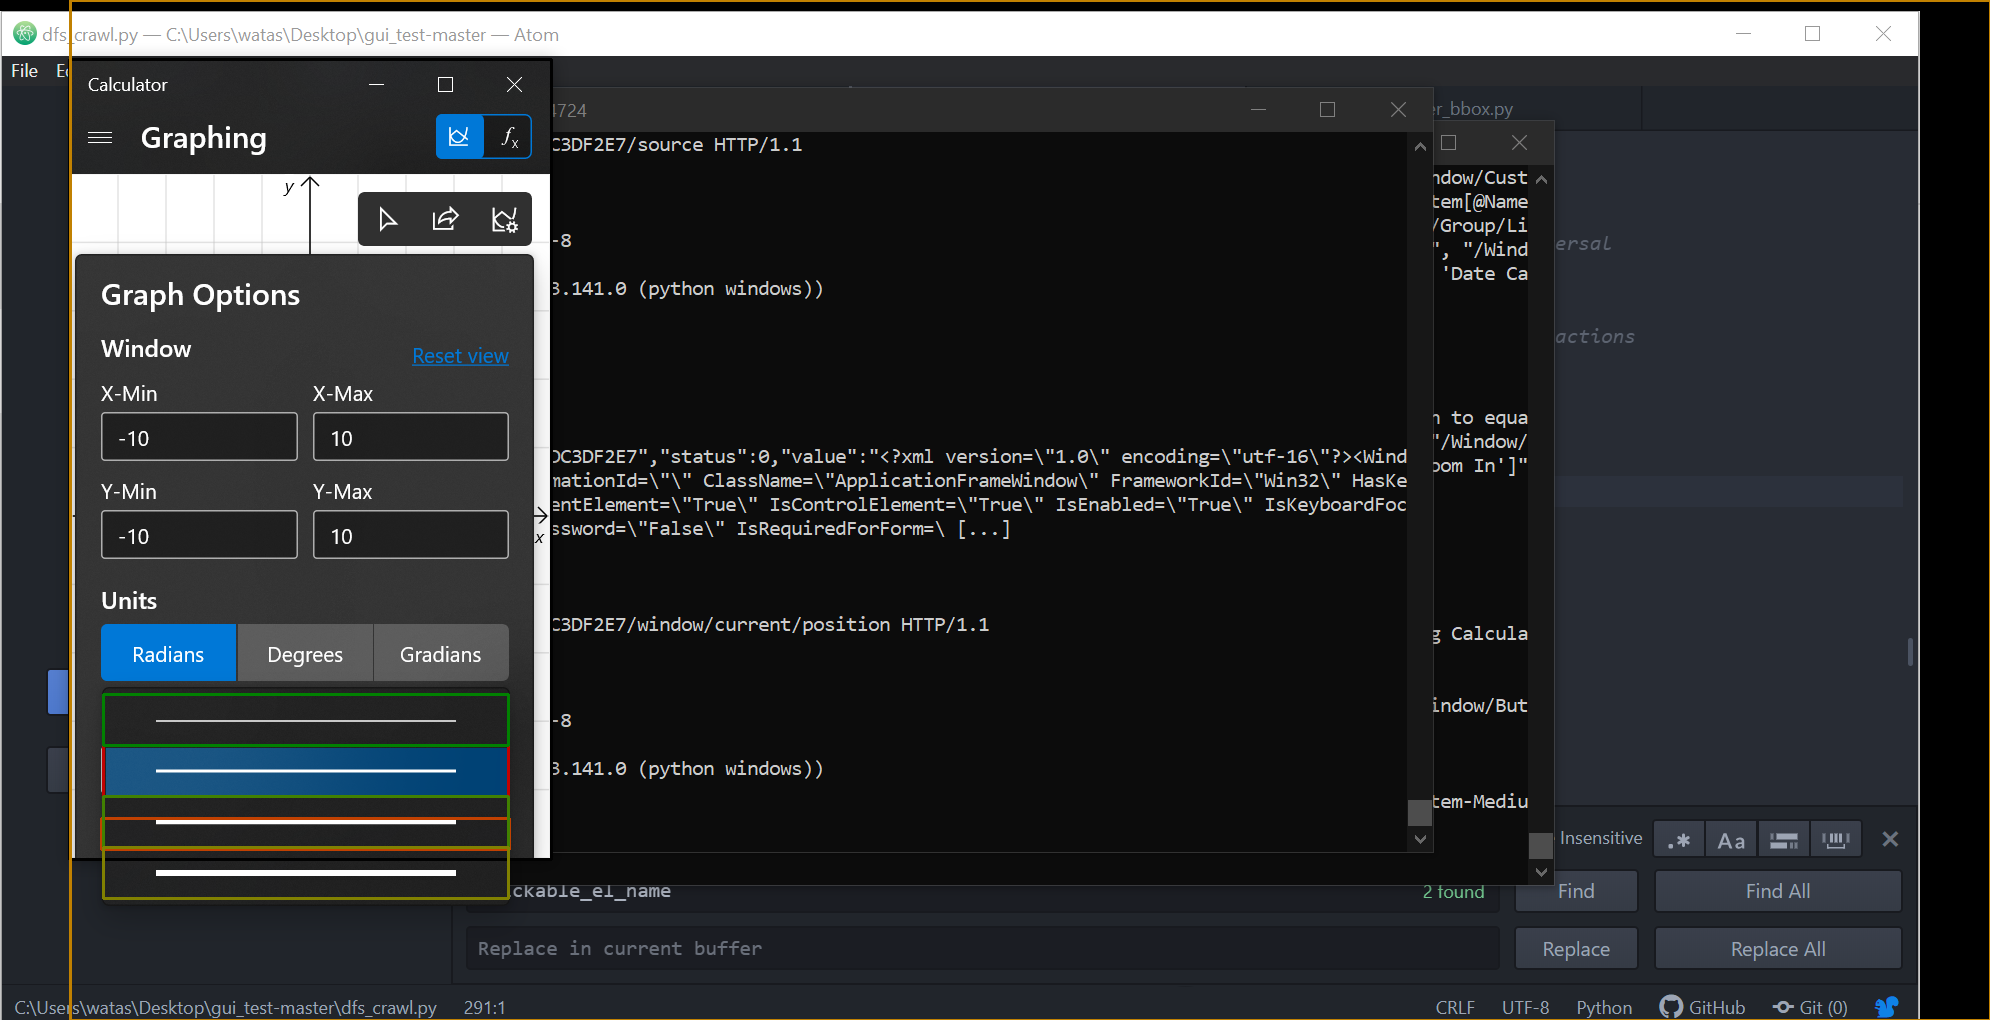 dfs_crawl.py — C:\Users\watas\Desktop\gui_test-master — Atom
File
Calculator
Graphing
fx
y
x
Graph Options
Window
Reset view
X-Min
X-Max
-10
10
Y-Min
Y-Max
-10
10
Units
Radians
Degrees
Gradians
4724
C3DF2E7/source HTTP/1.1
-8
3.141.0 (python windows))
DC3DF2E7","status":0,"value":"<?xml version=\"1.0\" encoding=\"utf-16\"?><Wind
mationId=\"\" ClassName=\"ApplicationFrameWindow\" FrameworkId=\"Win32\" HasKe
entElement=\"True\" IsControlElement=\"True\" IsEnabled=\"True\" IsKeyboardFoc
ssword=\"False\" IsRequiredForForm=\ [...]
C3DF2E7/window/current/position HTTP/1.1
-8
3.141.0 (python windows))
er_bbox.py
ndow/Cust
tem[@Name
/Group/Li
", "/Wind
'Date Ca
n to equa
"/Window/
oom In']"
g Calcula
indow/But
tem-Mediu
ersal
actions
Insensitive
.*
Aa
ckable_el_name
2 found
Find
Find All
Replace in current buffer
Replace
Replace All
C:\Users\watas\Desktop\gui_test-master\dfs_crawl.py
291:1
CRLF
UTF-8
Python
GitHub
Git (0)